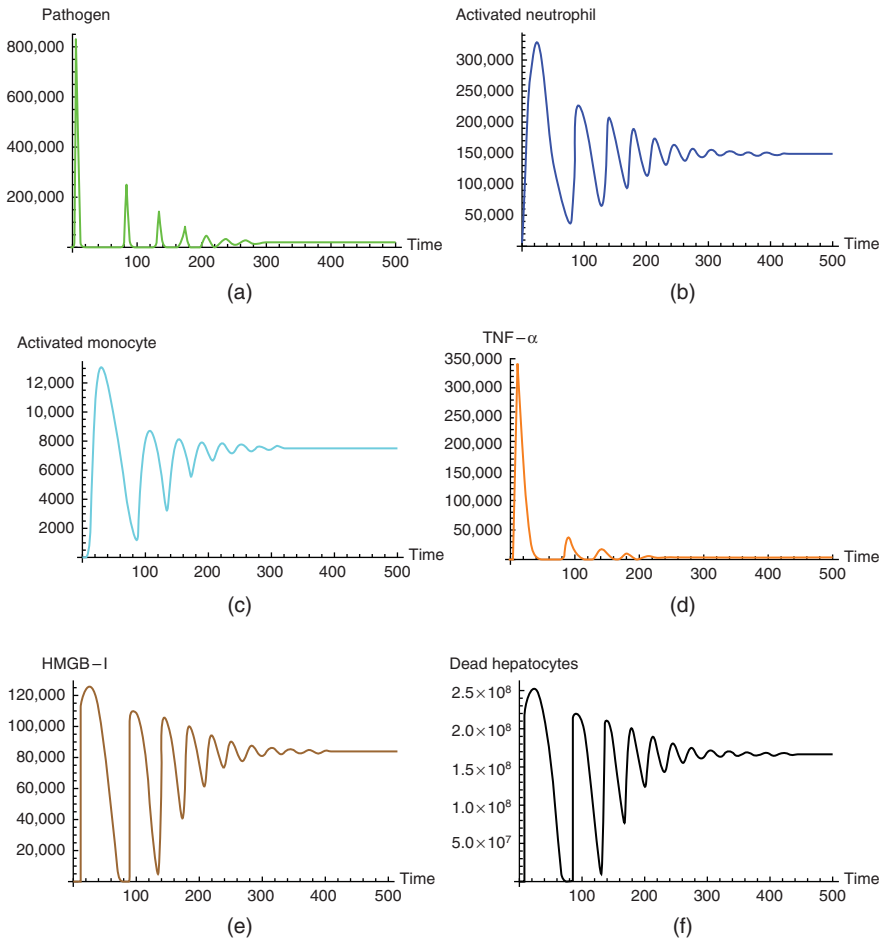 Pathogen
800,000
600,000
400,000
200,000
100 200 300 400 500
Time
(a)
Activated neutrophil
300,000
250,000
200,000
150,000
100,000
50,000
100 200 300 400 500
Time
(b)
Activated monocyte
12,000
10,000
8000
6000
4000
2000
100 200 300 400 500
Time
(c)
TNF−α
350,000
300,000
250,000
200,000
150,000
100,000
50,000
100 200 300 400 500
Time
(d)
HMGB−I
120,000
100,000
80,000
60,000
40,000
20,000
100 200 300 400 500
Time
(e)
Dead hepatocytes
2.5×10⁸
2.0×10⁸
1.5×10⁸
1.0×10⁸
5.0×10⁷
100 200 300 400 500
Time
(f)